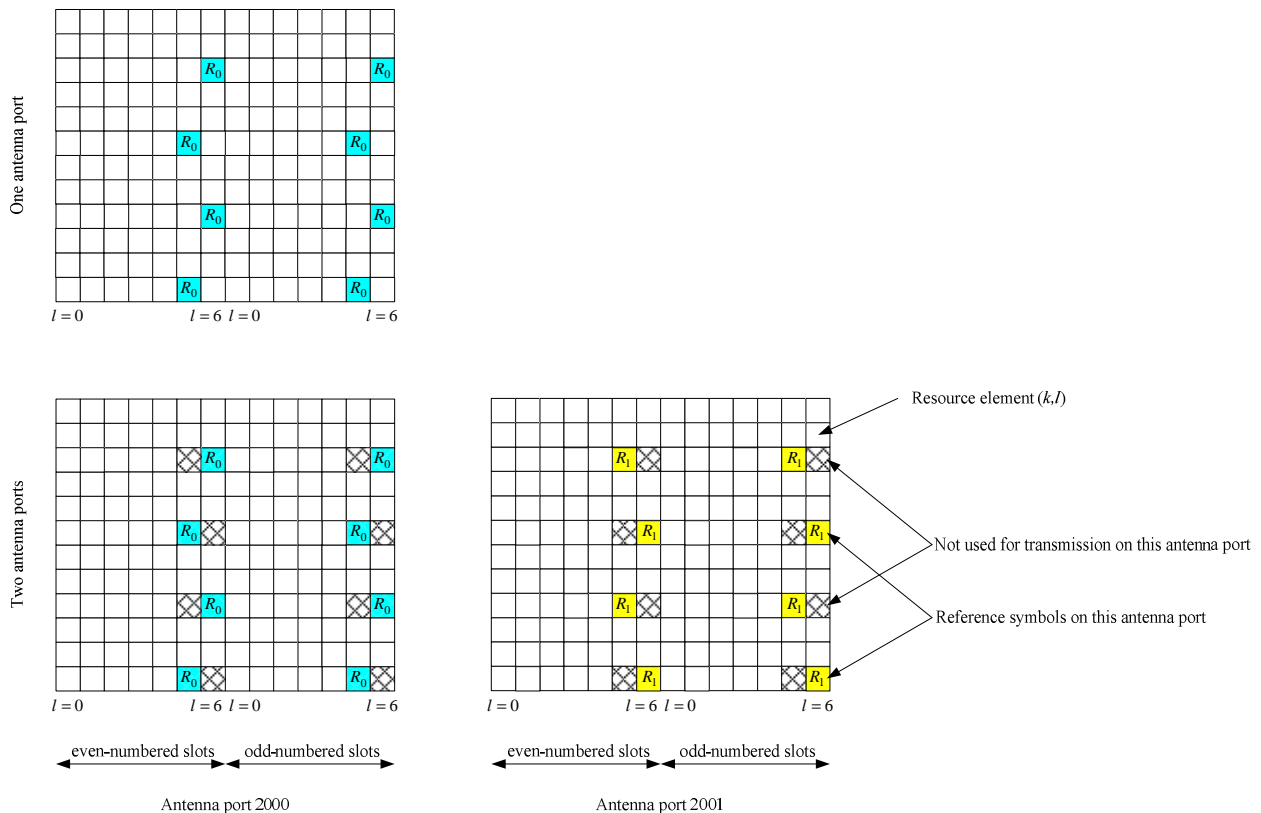 One antenna port
R0 R0
R0 R0
R0 R0
R0 R0
l = 0 l = 6 l = 0 l = 6
Two antenna ports
R0 R0
R0 R0
R0 R0
R0 R0
l = 0 l = 6 l = 0 l = 6
even-numbered slots odd-numbered slots
Antenna port 2000
R1 R1
R1 R1
R1 R1
R1 R1
l = 0 l = 6 l = 0 l = 6
even-numbered slots odd-numbered slots
Antenna port 2001
Resource element (k,l)
Not used for transmission on this antenna port
Reference symbols on this antenna port